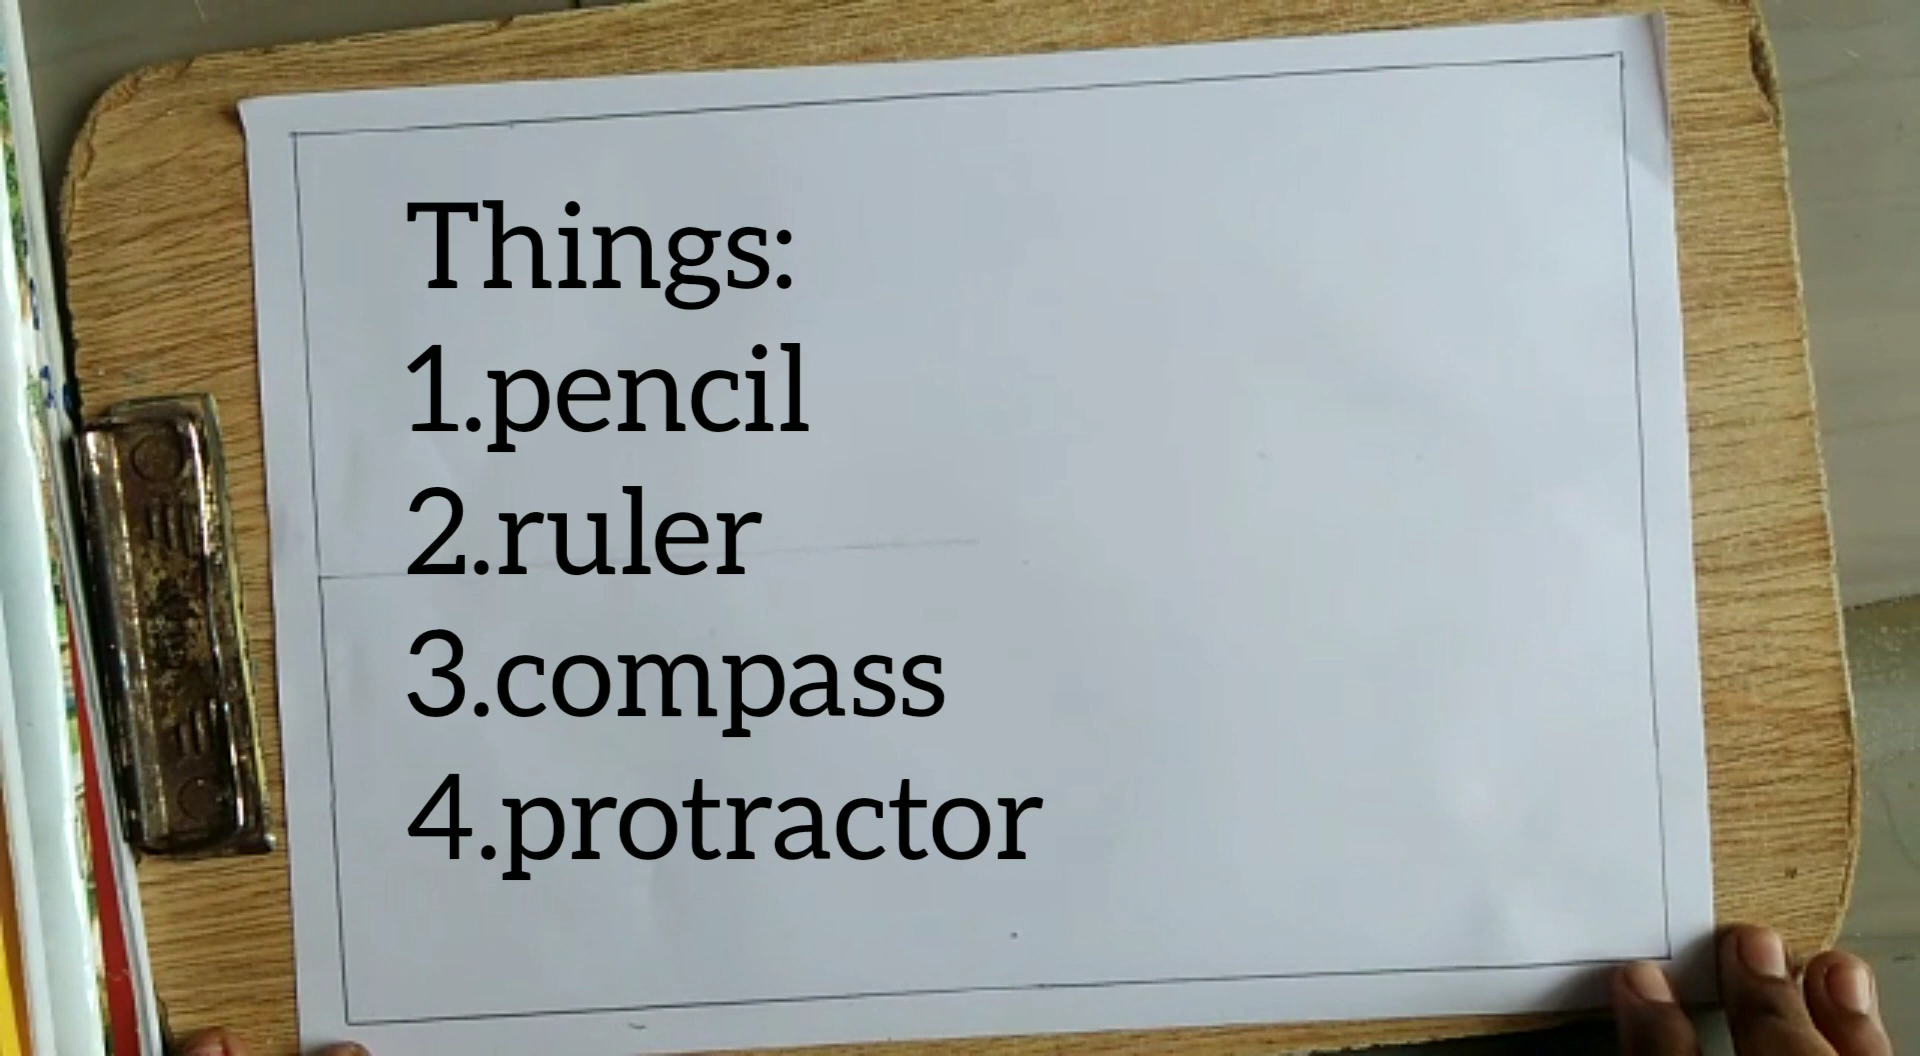 Things:
1.pencil
2.ruler
3.compass
4.protractor